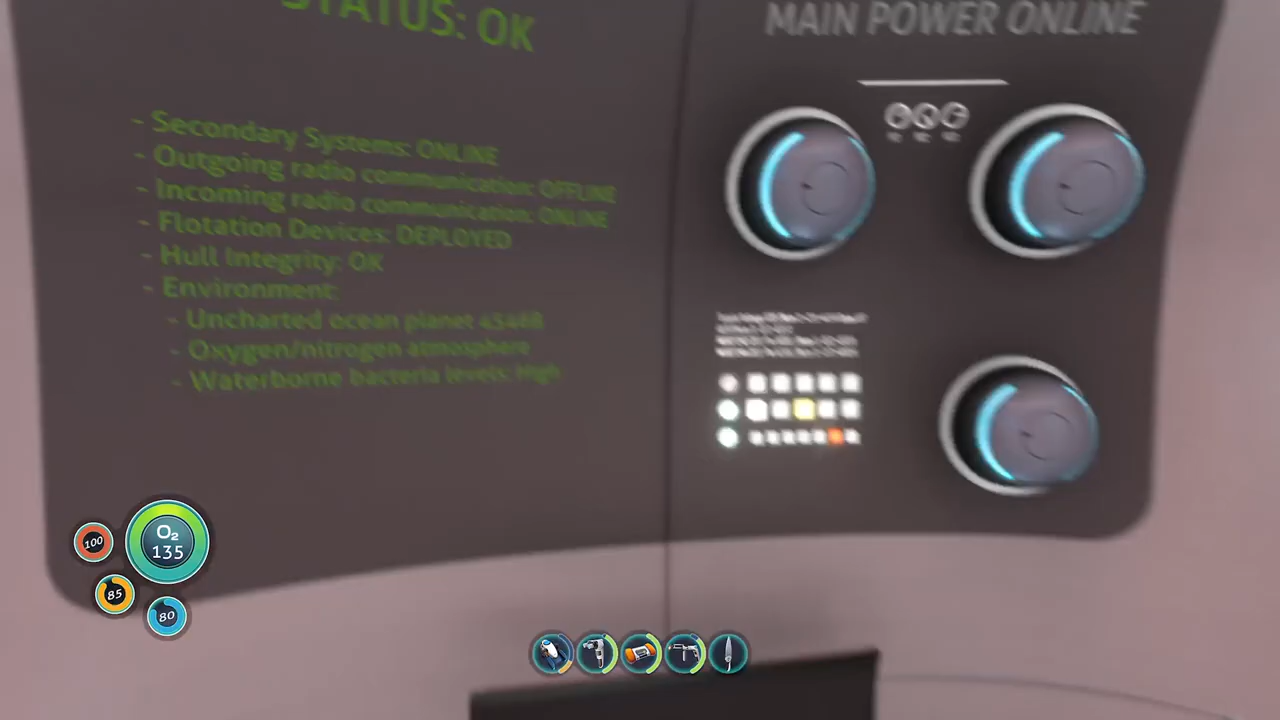 STATUS: OK
- Secondary Systems: ONLINE
- Outgoing radio communication: OFFLINE
- Incoming radio communication: ONLINE
- Flotation Devices: DEPLOYED
- Hull Integrity: OK
- Environment:
- Uncharted ocean planet 4546B
- Oxygen/nitrogen atmosphere
- Waterborne bacteria levels: High
MAIN POWER ONLINE
100
O₂
135
85
80